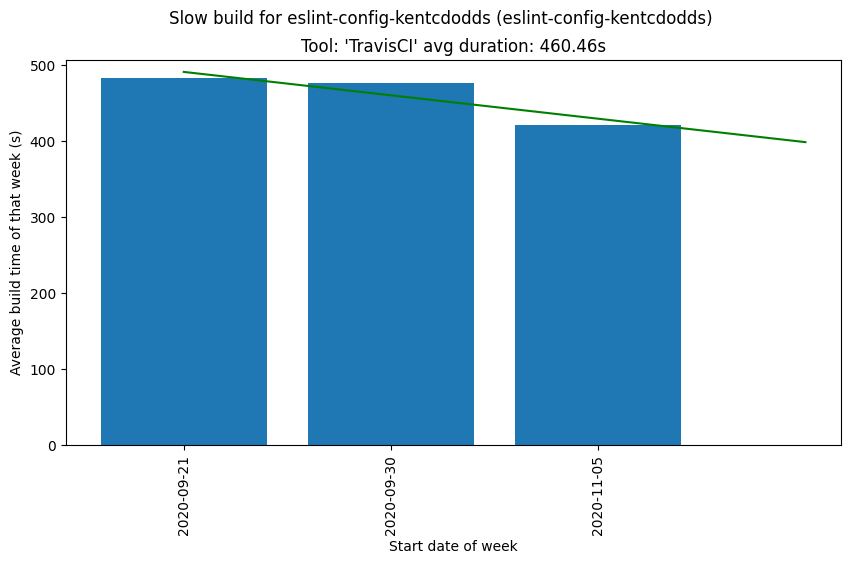 Slow build for eslint-config-kentcdodds (eslint-config-kentcdodds)
Tool: 'TravisCI' avg duration: 460.46s
Average build time of that week (s)
500
400
300
200
100
0
2020-09-21
2020-09-30
2020-11-05
Start date of week